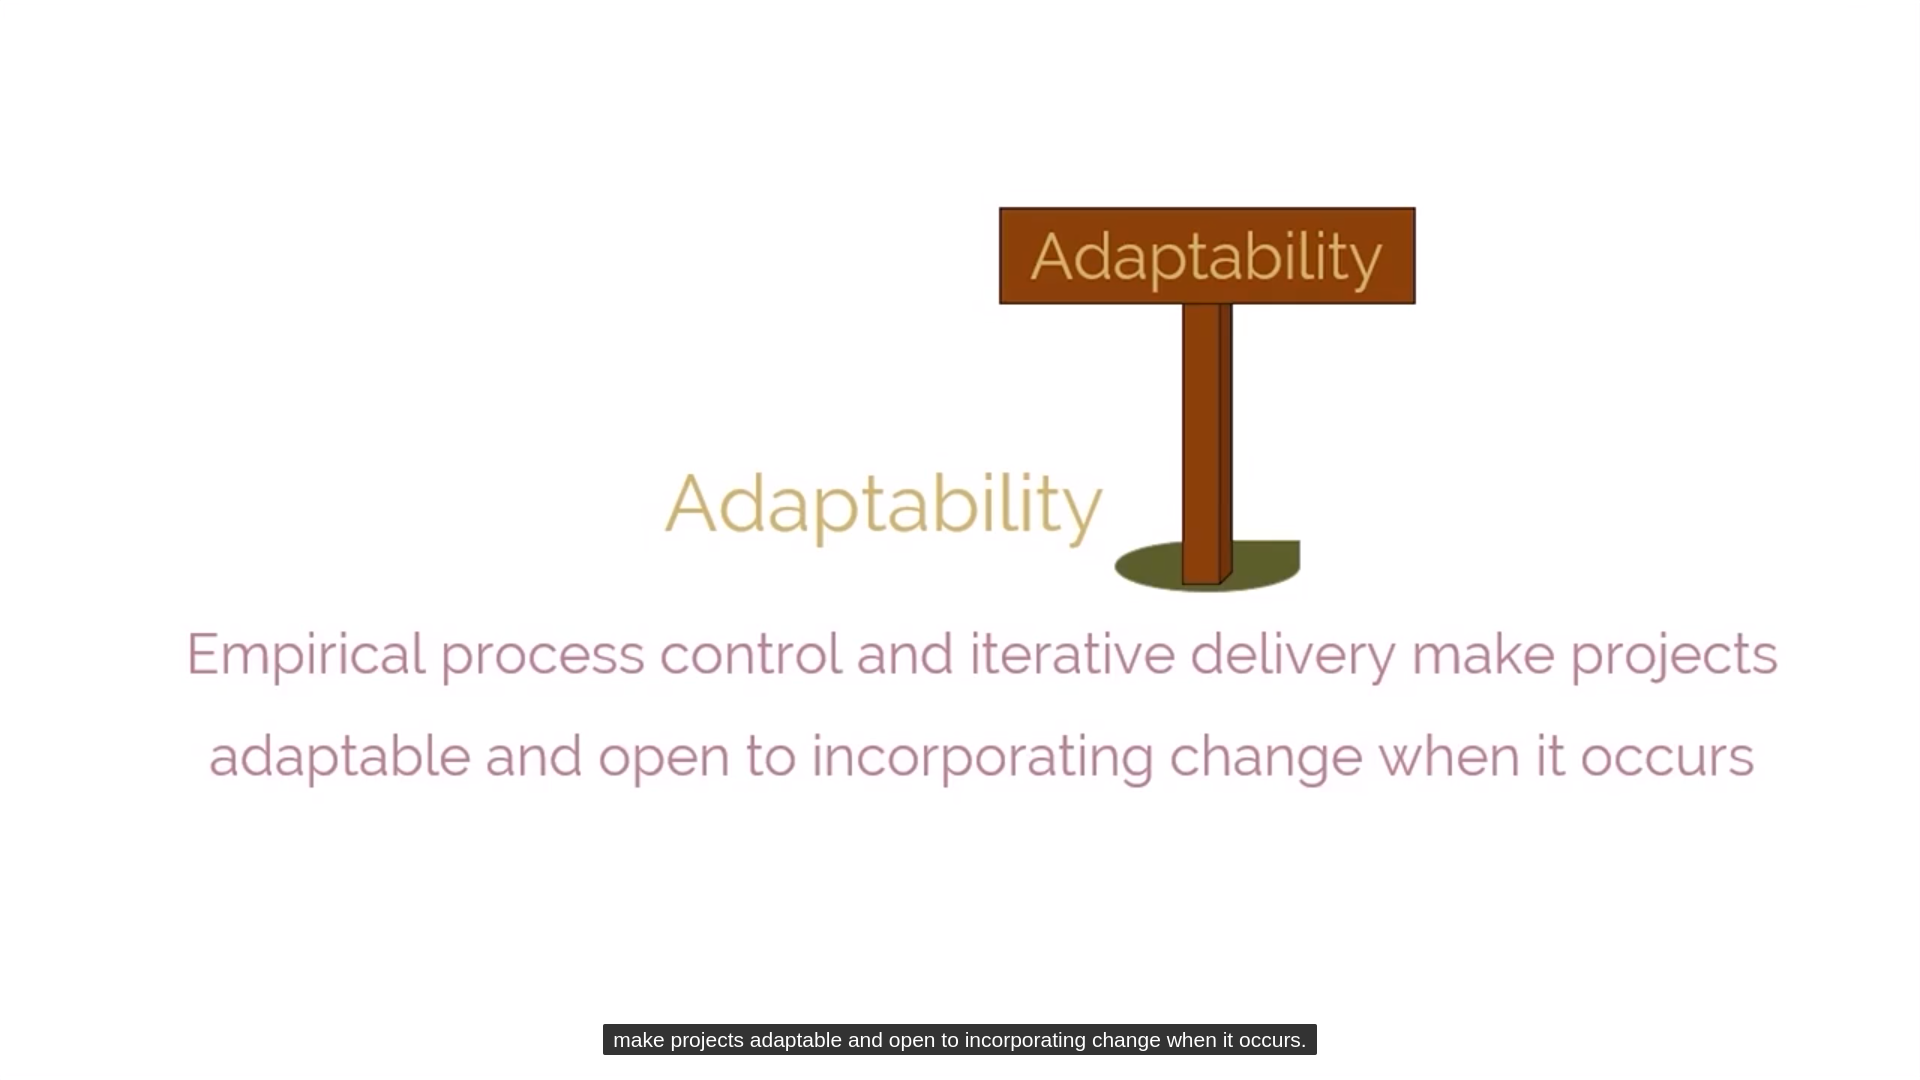 Adaptability
Adaptability
Empirical process control and iterative delivery make projects
adaptable and open to incorporating change when it occurs
make projects adaptable and open to incorporating change when it occurs.